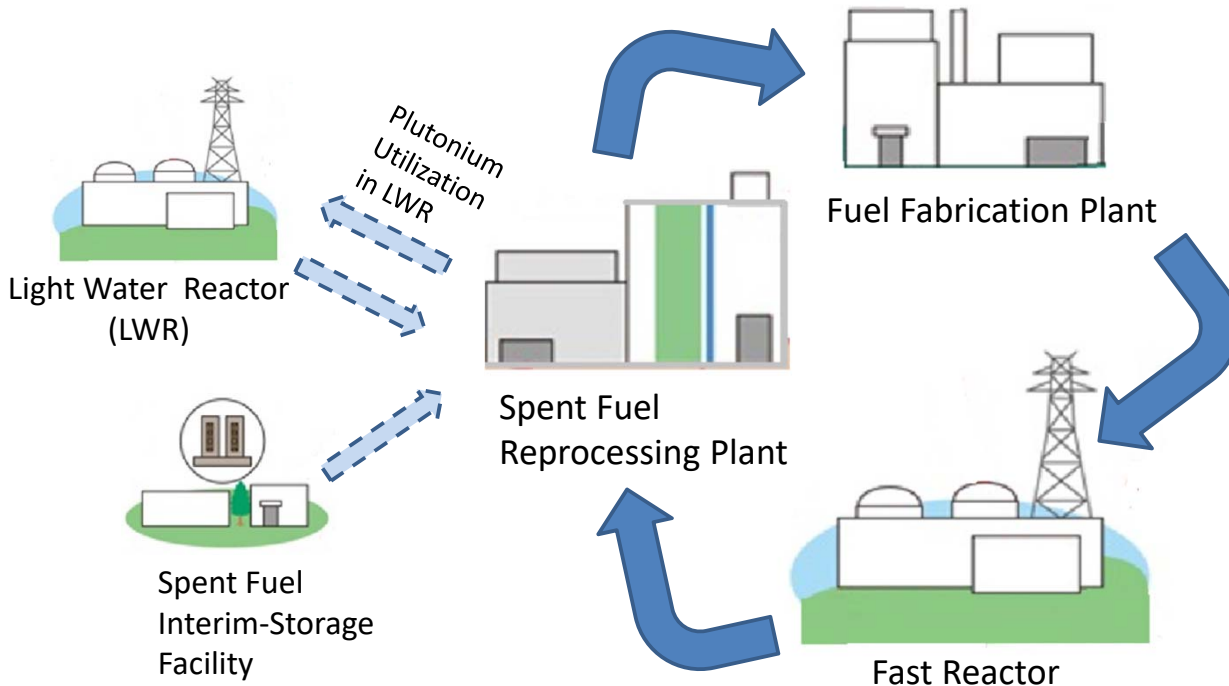 Plutonium
Utilization
in LWR
Fuel Fabrication Plant
Light Water Reactor
(LWR)
Spent Fuel
Reprocessing Plant
Spent Fuel
Interim-Storage
Facility
Fast Reactor